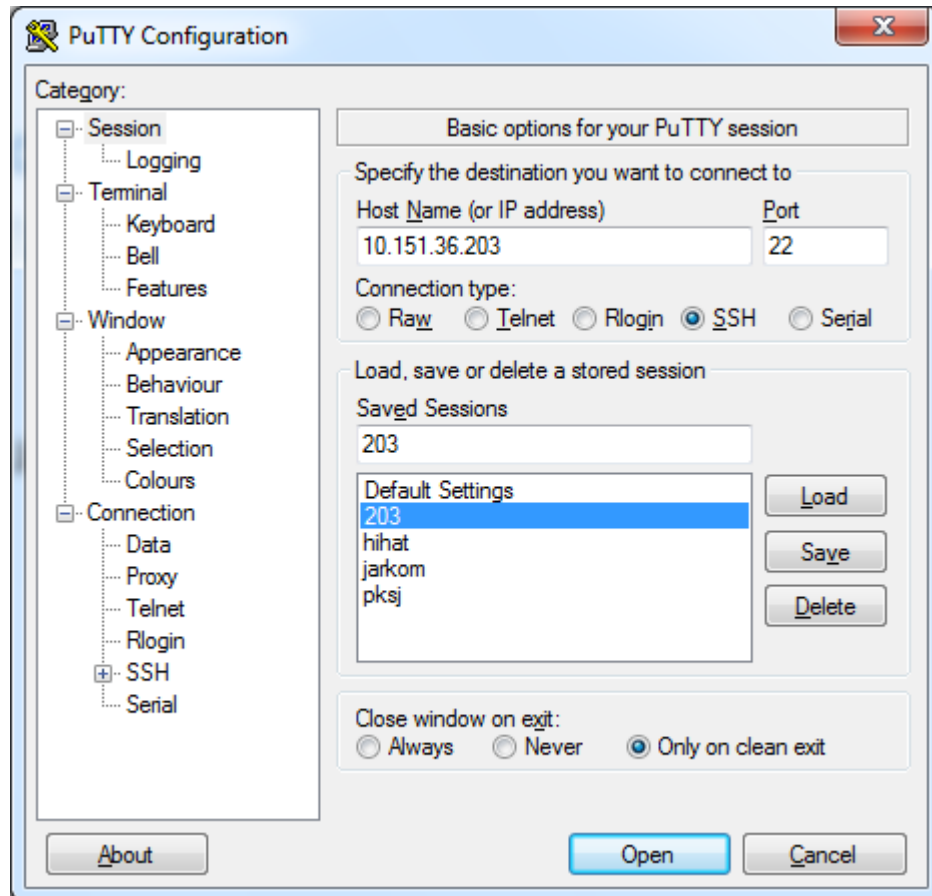 PuTTY Configuration
Category:
Session
Logging
Terminal
Keyboard
Bell
Features
Window
Appearance
Behaviour
Translation
Selection
Colours
Connection
Data
Proxy
Telnet
Rlogin
SSH
Serial
Basic options for your PuTTY session
Specify the destination you want to connect to
Host Name (or IP address) Port
10.151.36.203 22
Connection type:
Raw Telnet Rlogin SSH Serial
Load, save or delete a stored session
Saved Sessions
203
Default Settings
203
hihat
jarkom
pksj
Load
Save
Delete
Close window on exit:
Always Never Only on clean exit
About Open Cancel